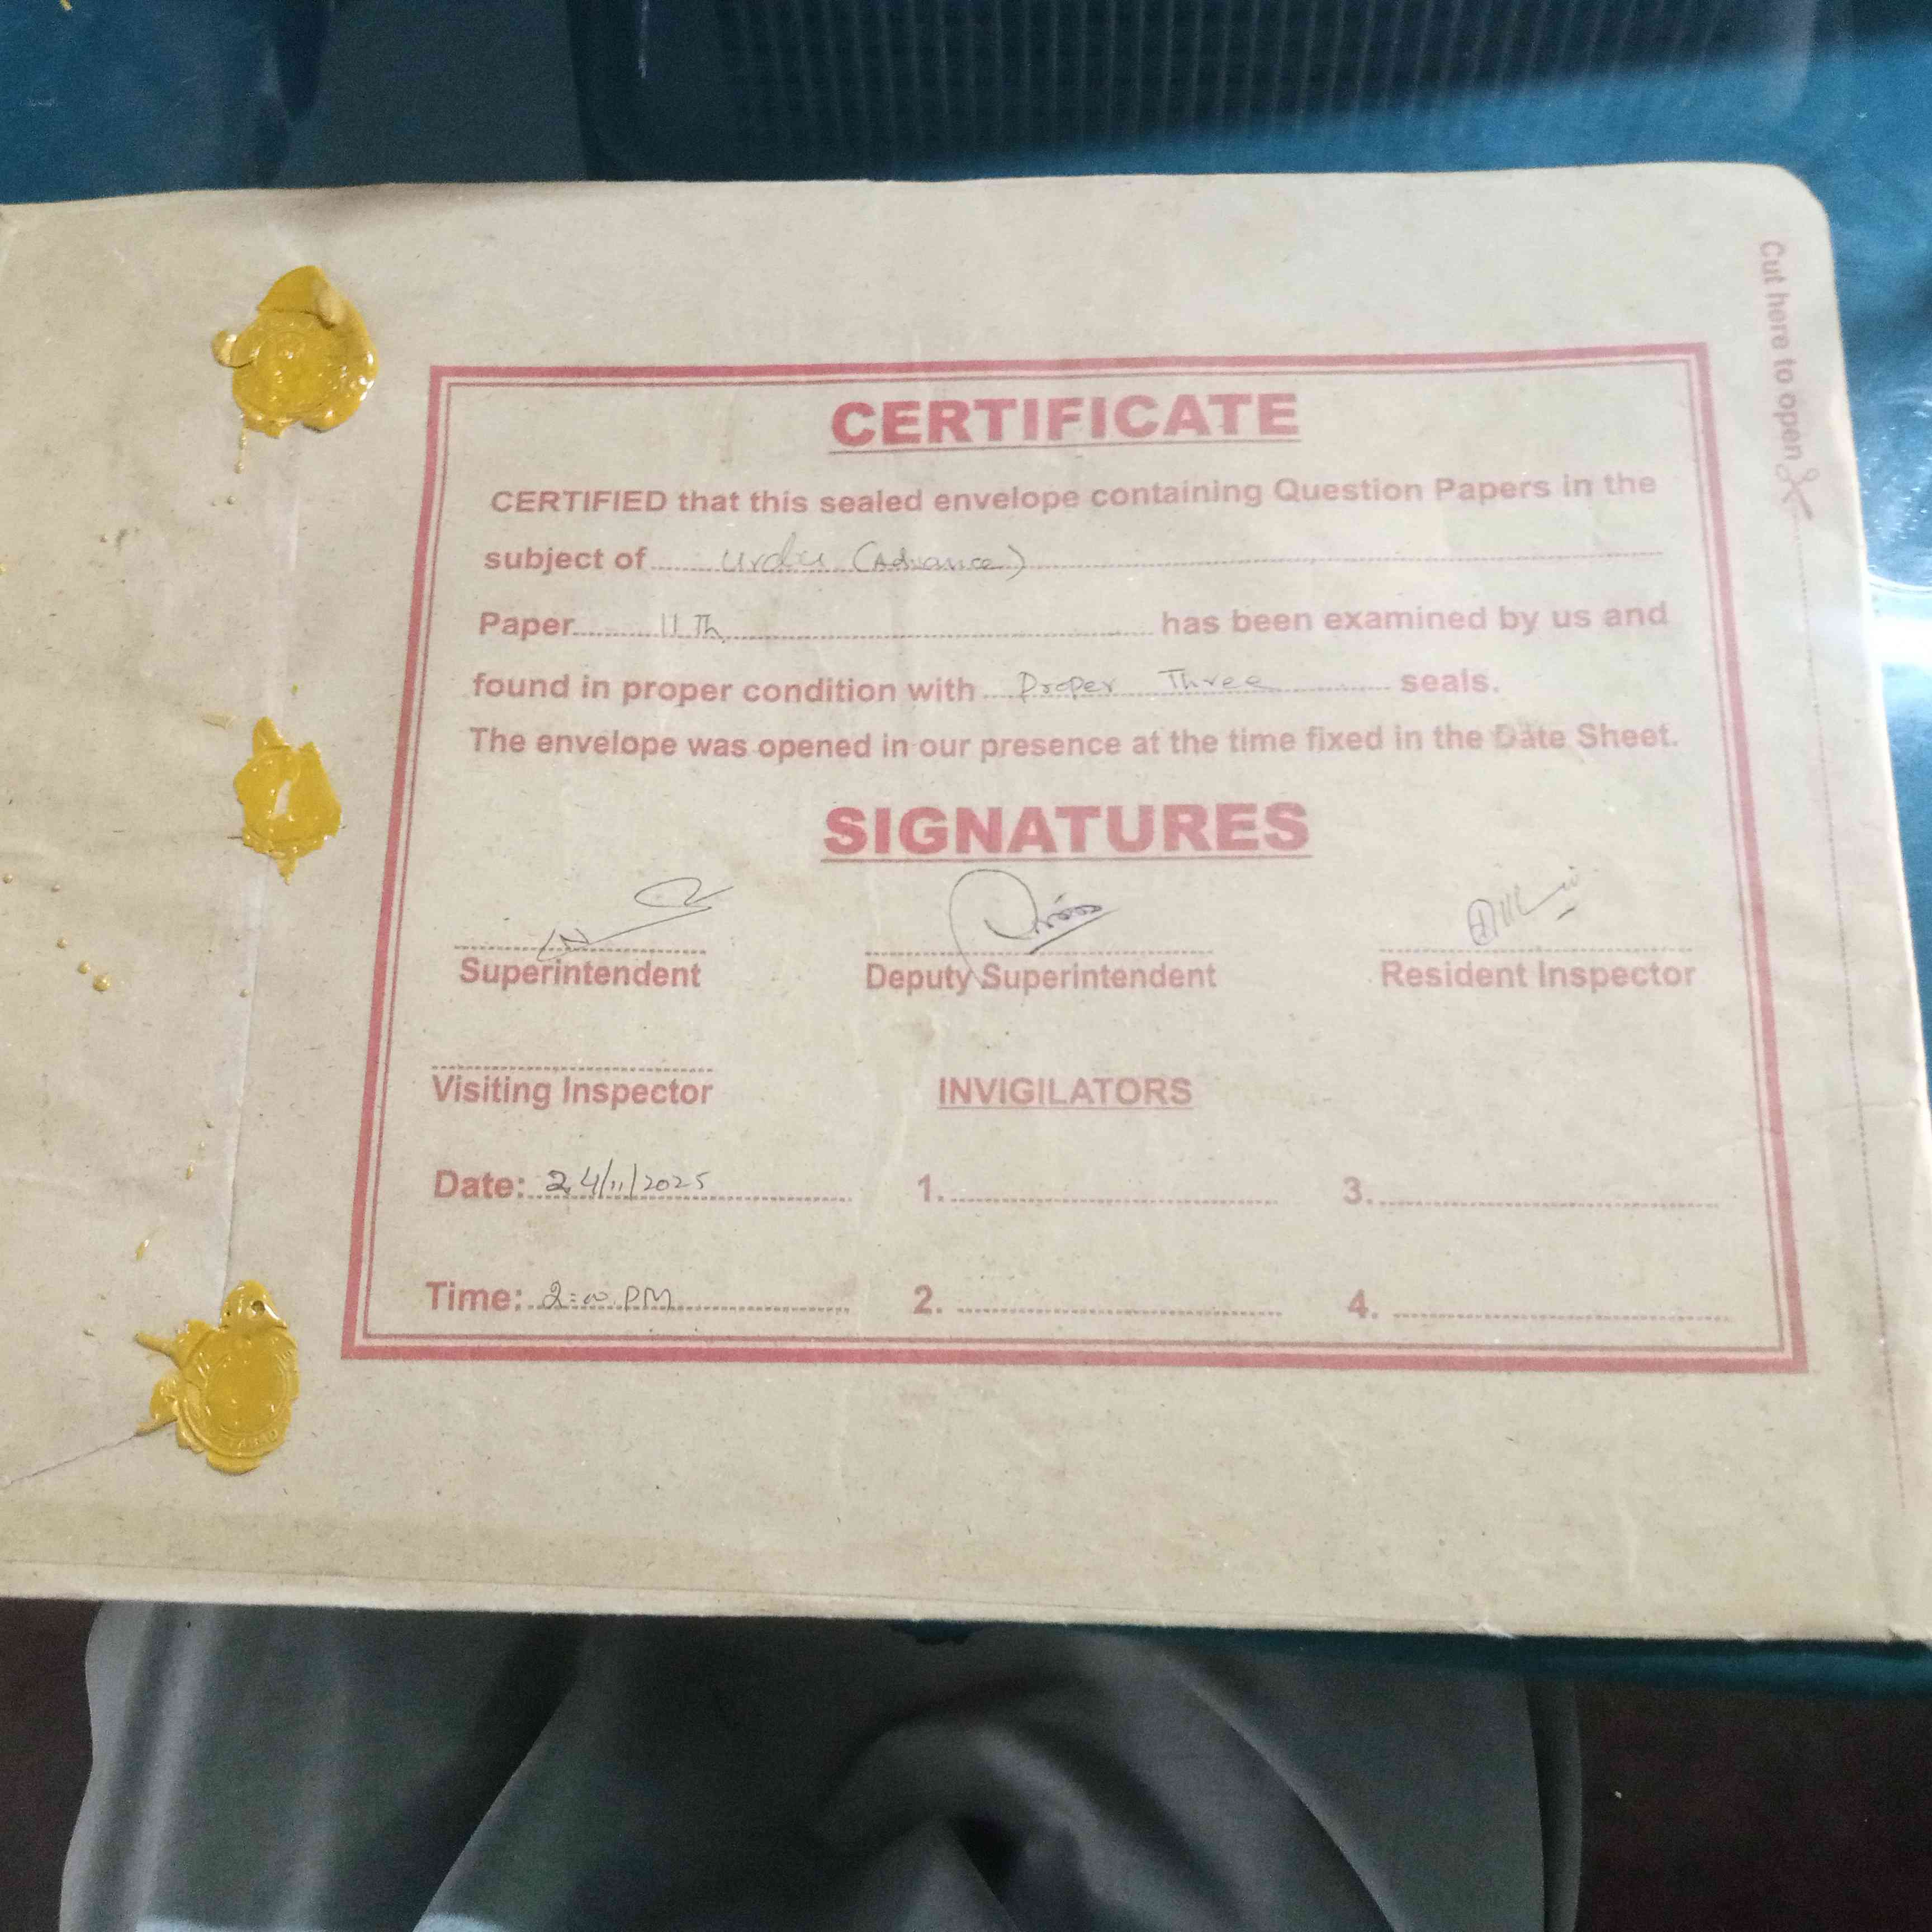 Cut here to open
CERTIFICATE
CERTIFIED that this sealed envelope containing Question Papers in the
subject of Urdu (Advance)
Paper 11Th has been examined by us and
found in proper condition with Proper Three seals.
The envelope was opened in our presence at the time fixed in the Date Sheet.
SIGNATURES
Superintendent Deputy Superintendent Resident Inspector
Visiting Inspector INVIGILATORS
Date: 24/11/2025 1. 3.
Time: 2:00 PM 2. 4.